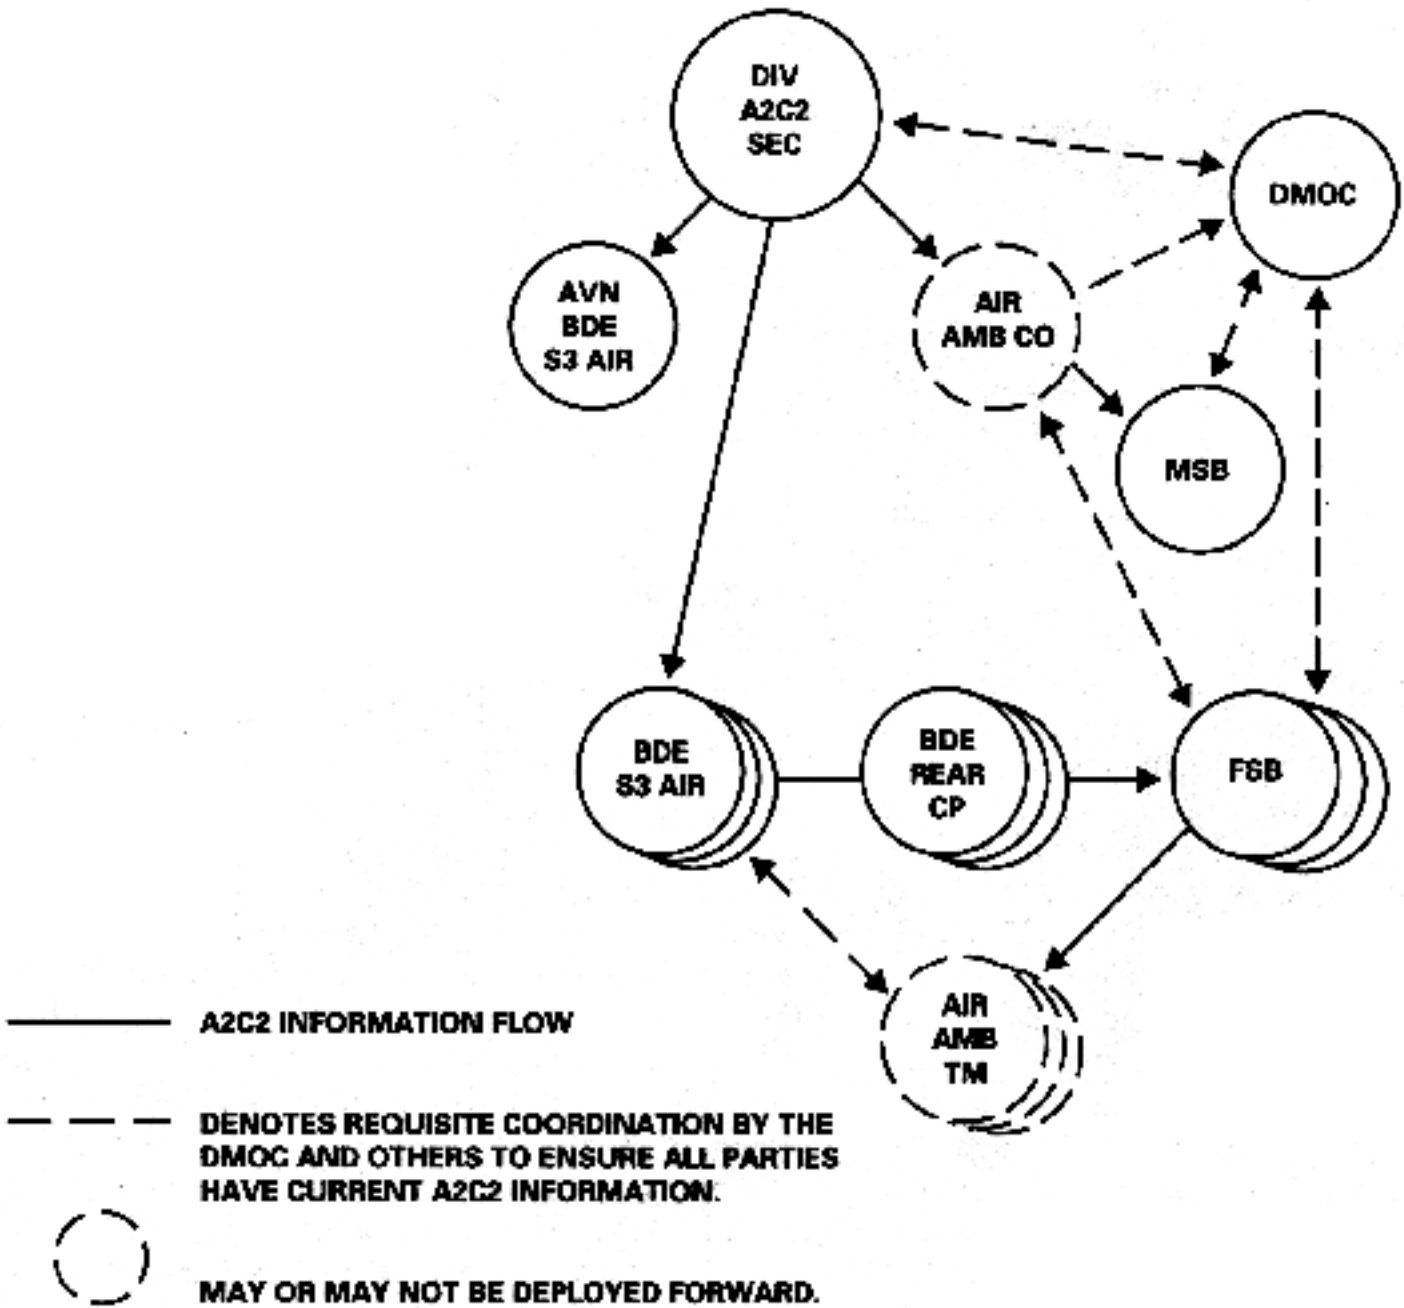 DIV
A2C2
SEC
DMOC
AVN
BDE
S3 AIR
AIR
AMB CO
MSB
BDE
S3 AIR
BDE
REAR
CP
FSB
AIR
AMB
TM
A2C2 INFORMATION FLOW
DENOTES REQUISITE COORDINATION BY THE
DMOC AND OTHERS TO ENSURE ALL PARTIES
HAVE CURRENT A2C2 INFORMATION.
MAY OR MAY NOT BE DEPLOYED FORWARD.